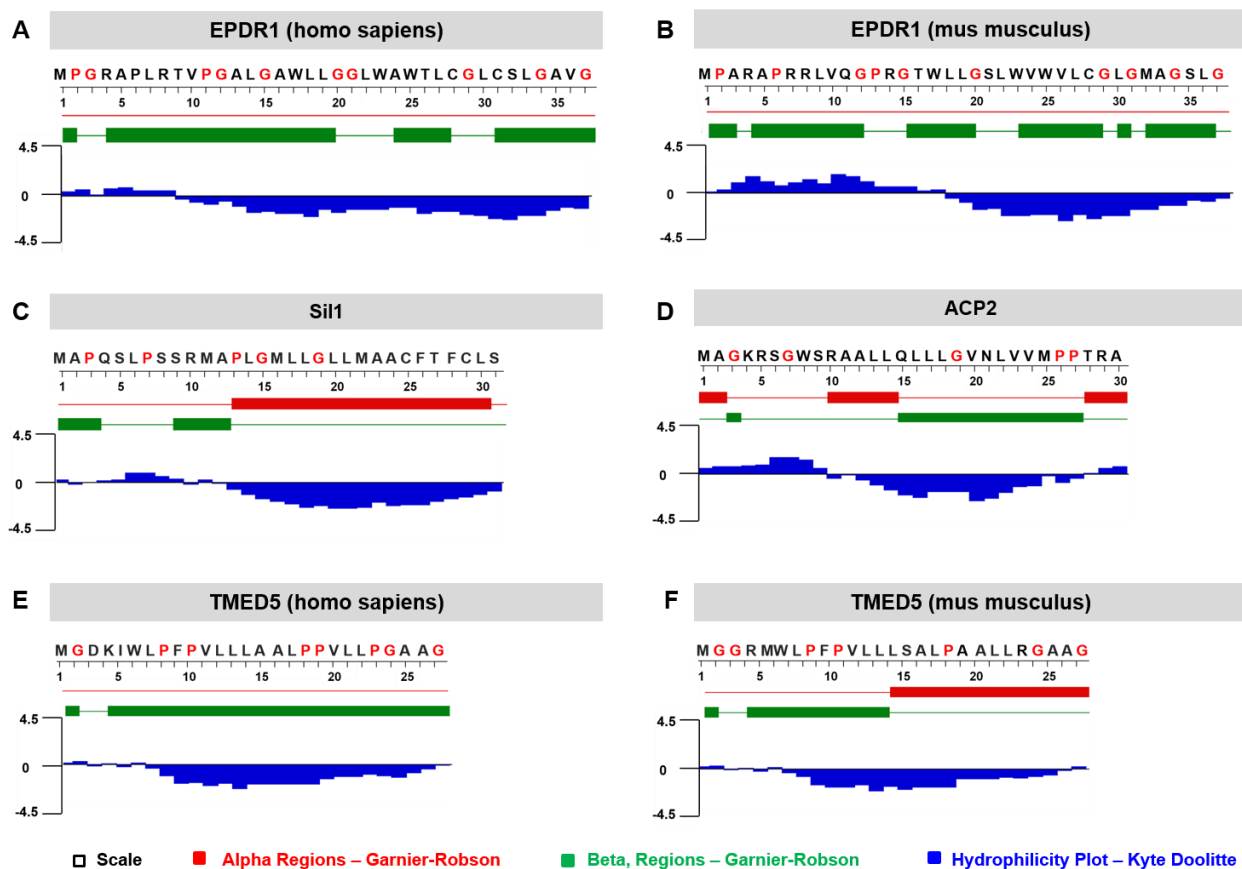 A EPDR1 (homo sapiens)
MPGRAPLRTVPGALGAWLLGGLWAWTLCGLCSLGAVG
1 5 10 15 20 25 30 35
4.5
0
-4.5
B EPDR1 (mus musculus)
MPARAPRRLVQGPRGTWLLGSLWVWVLCGLGMAGSLG
1 5 10 15 20 25 30 35
4.5
0
-4.5
C Sil1
MAPQSLPSSRMAPLGMLLGLLMAACFTFCLS
1 5 10 15 20 25 30
4.5
0
-4.5
D ACP2
MAGKRSGWSRAALLQLLLGVNLVVMPPTRA
1 5 10 15 20 25 30
4.5
0
-4.5
E TMED5 (homo sapiens)
MGDKIWLPFPVLLLAALPPVLLPGAAG
1 5 10 15 20 25
4.5
0
-4.5
F TMED5 (mus musculus)
MGGRMWLPFPVLLLSALPAALLRGAAG
1 5 10 15 20 25
4.5
0
-4.5
Scale Alpha Regions – Garnier-Robson Beta, Regions – Garnier-Robson Hydrophilicity Plot – Kyte Doolitte